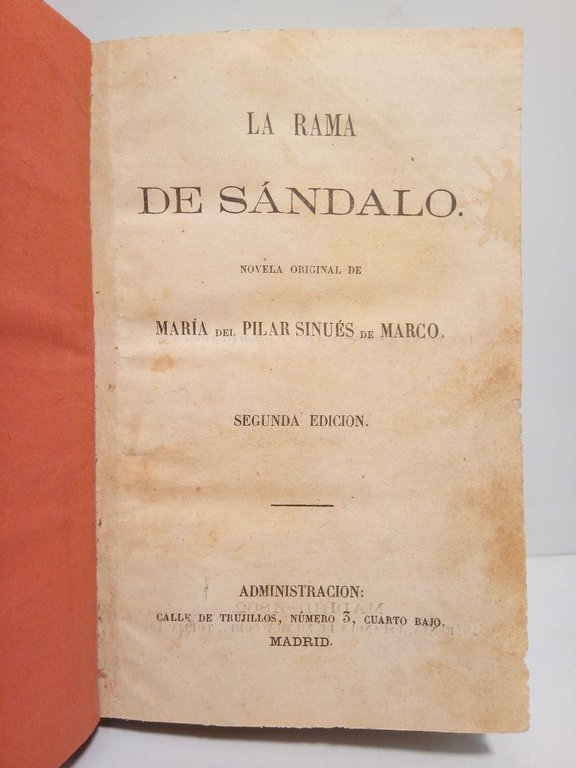 LA RAMA
DE SÁNDALO.
NOVELA ORIGINAL DE
MARÍA DEL PILAR SINUÉS DE MARCO.
SEGUNDA EDICION.
ADMINISTRACION:
CALLE DE TRUJILLOS, NÚMERO 3, CUARTO BAJO.
MADRID.